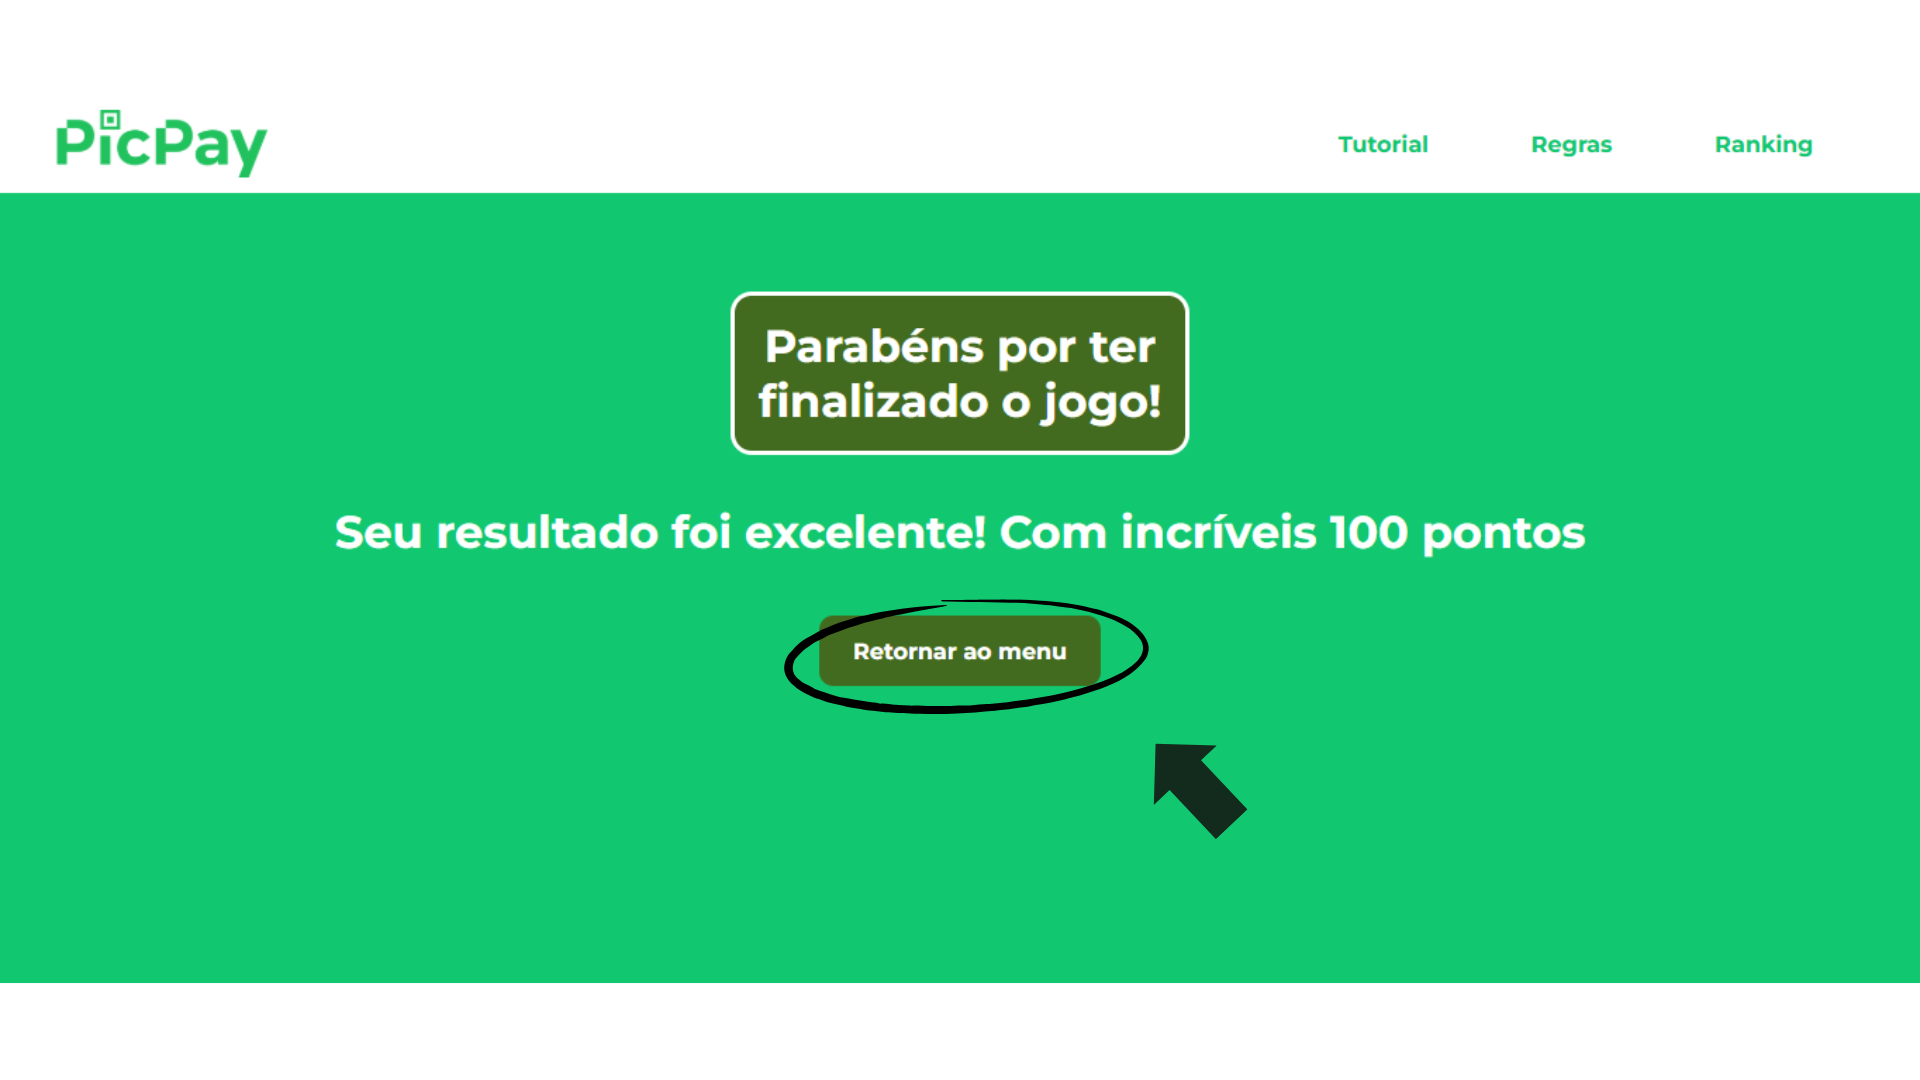 PicPay
Tutorial
Regras
Ranking
Parabéns por ter
finalizado o jogo!
Seu resultado foi excelente! Com incríveis 100 pontos
Retornar ao menu